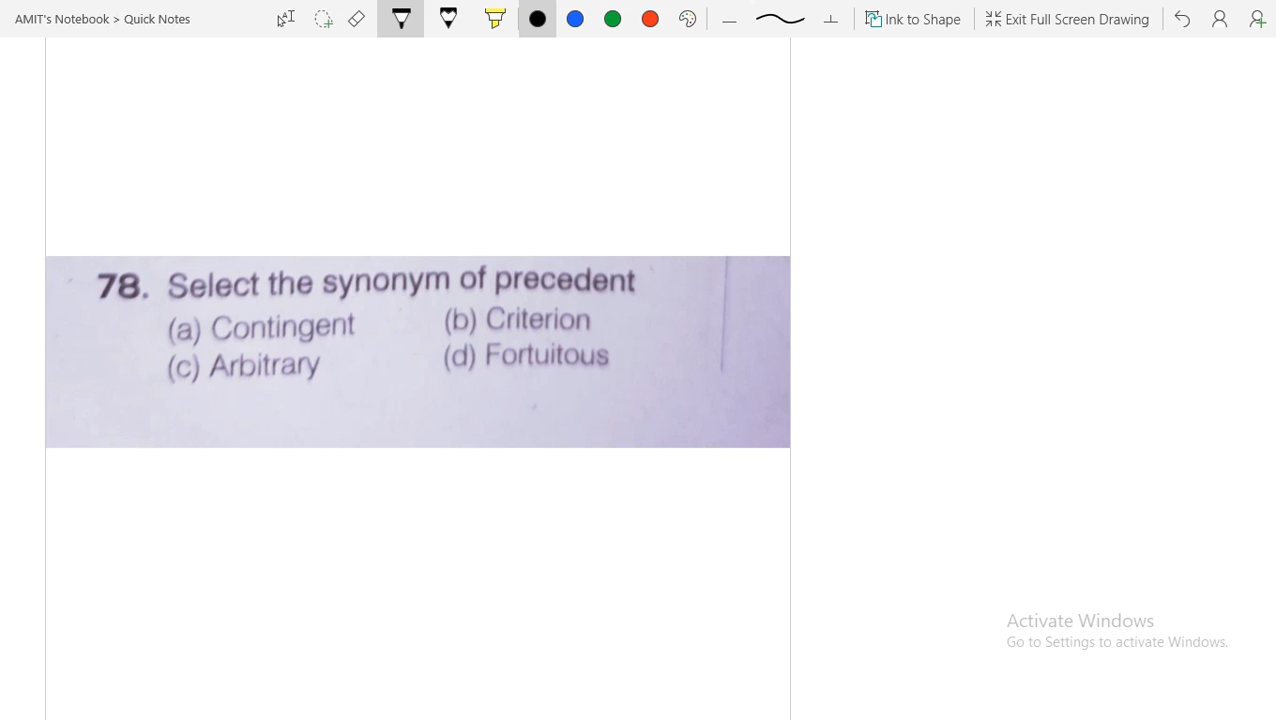 AMIT's Notebook > Quick Notes
Ink to Shape
Exit Full Screen Drawing
78. Select the synonym of precedent
(a) Contingent (b) Criterion
(c) Arbitrary (d) Fortuitous
Activate Windows
Go to Settings to activate Windows.